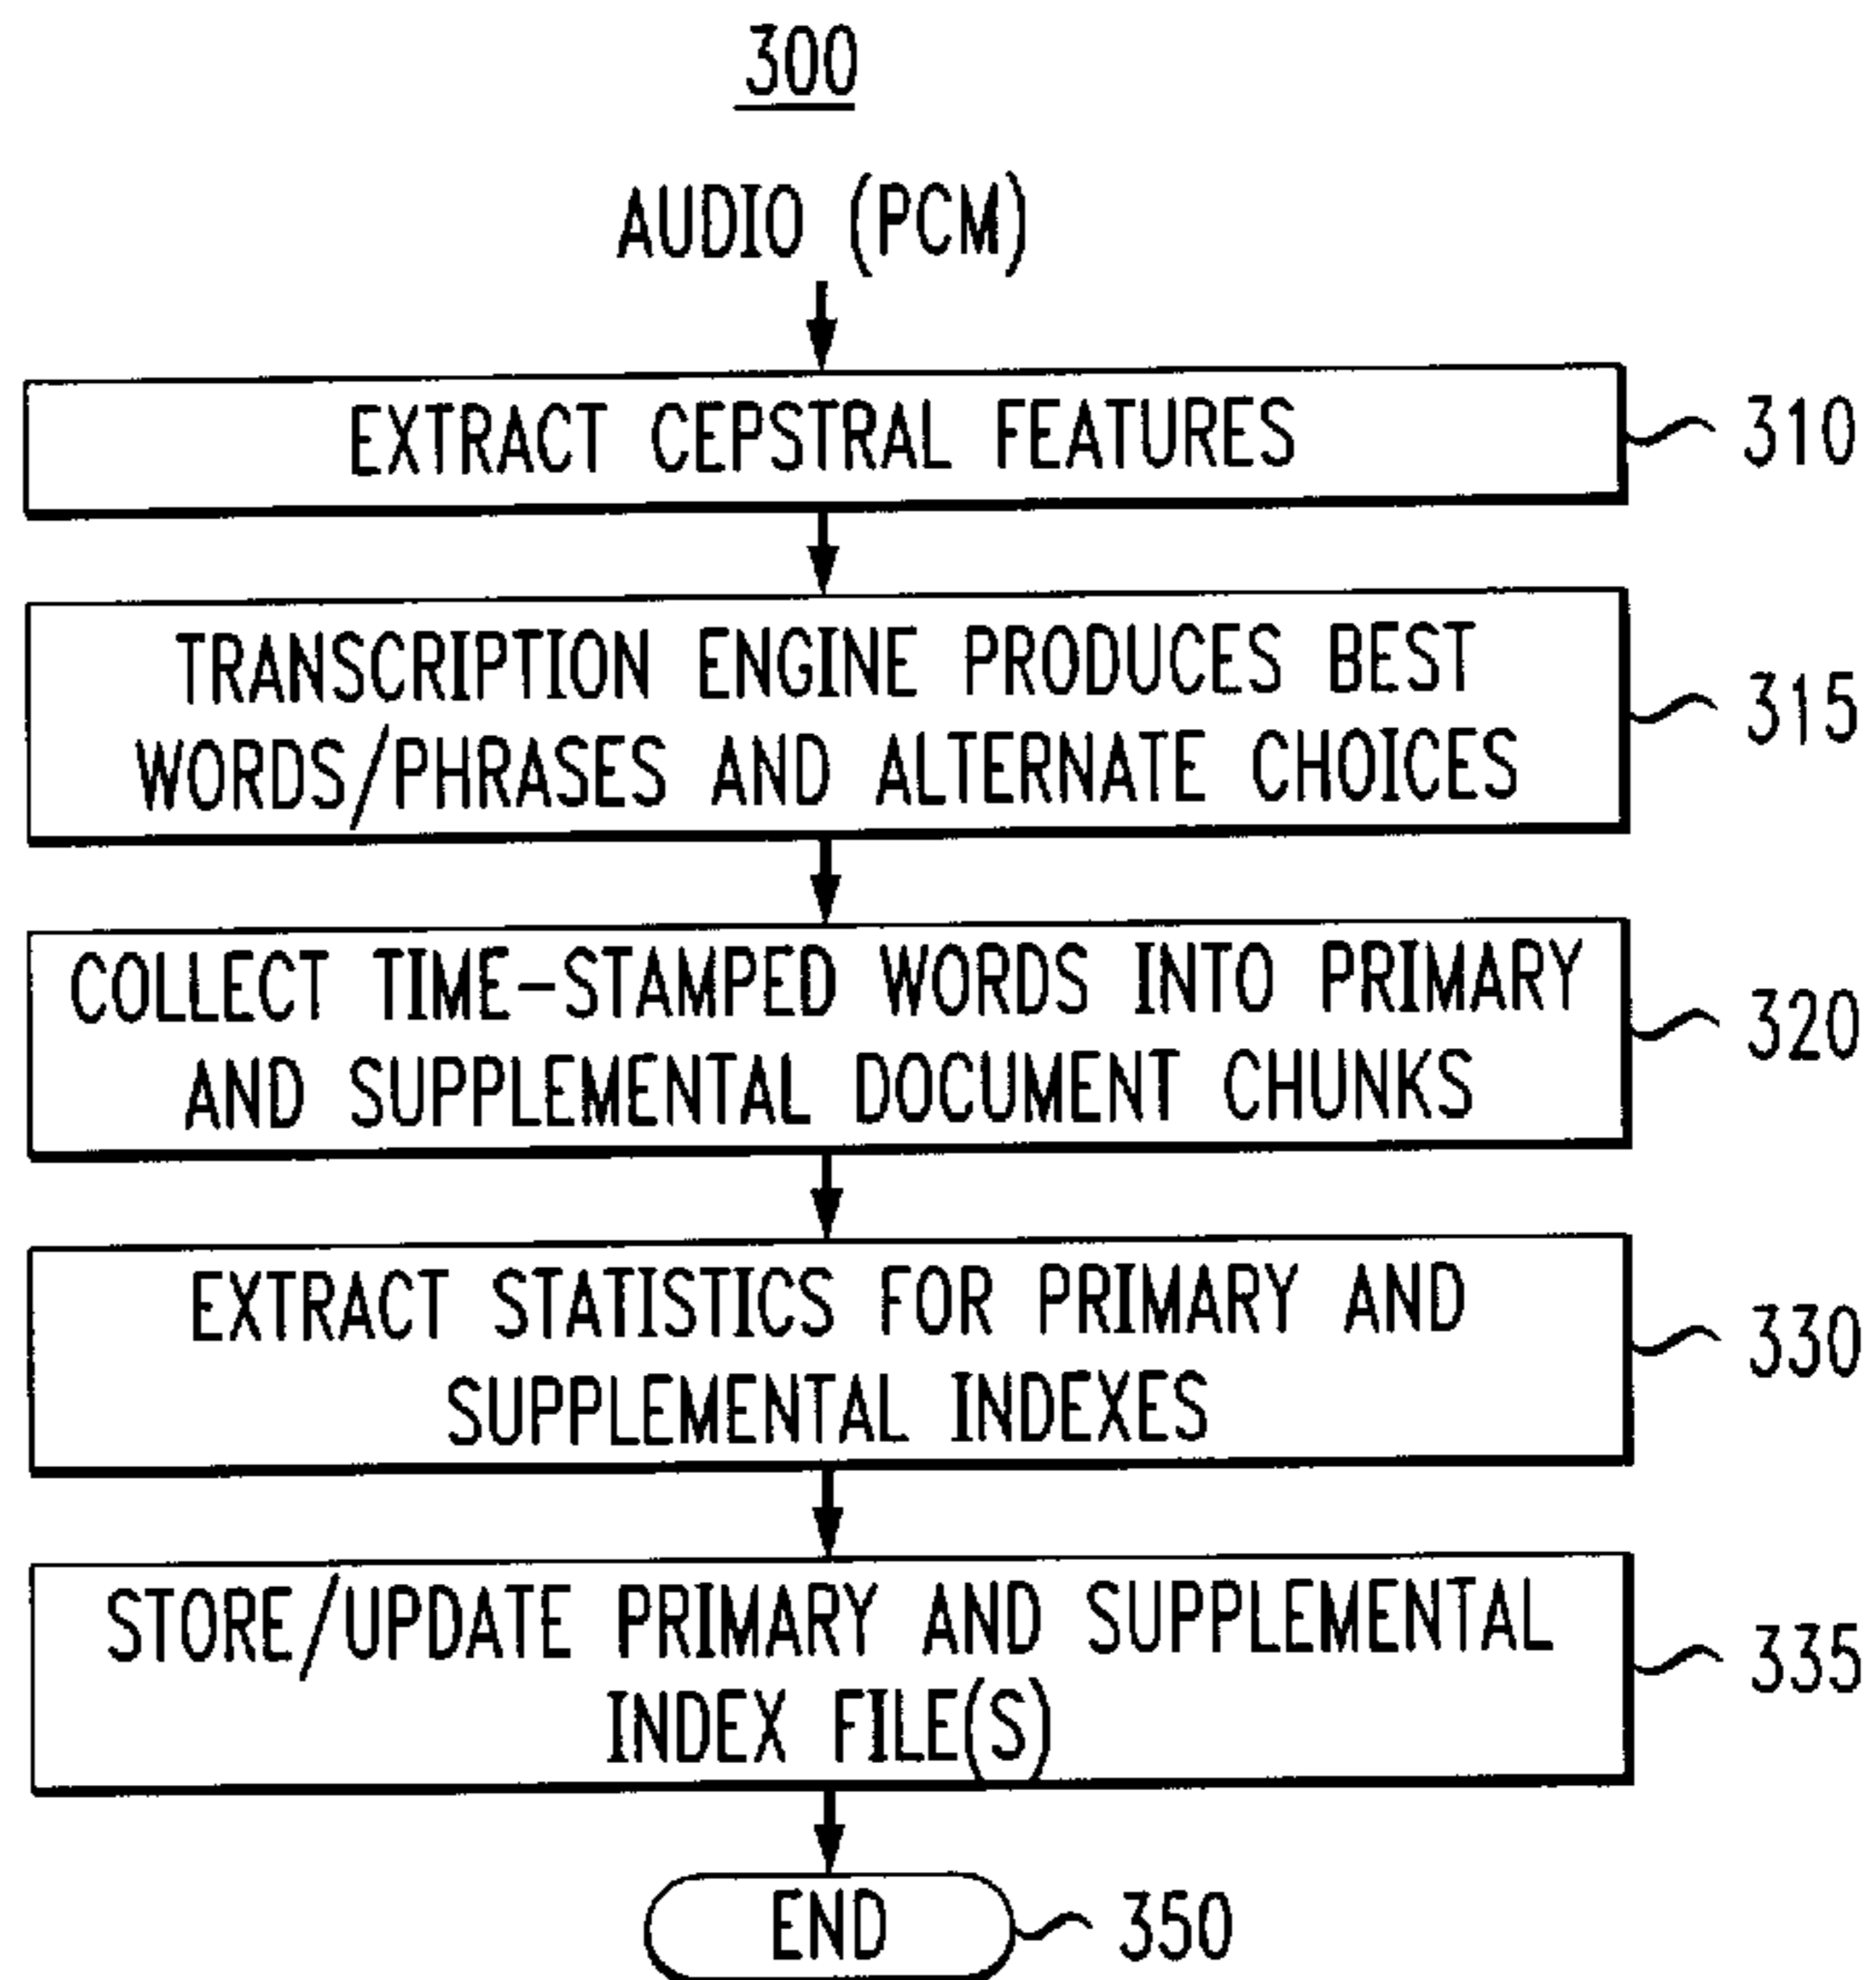 300
AUDIO (PCM)
EXTRACT CEPSTRAL FEATURES
310
TRANSCRIPTION ENGINE PRODUCES BEST
WORDS/PHRASES AND ALTERNATE CHOICES
315
COLLECT TIME-STAMPED WORDS INTO PRIMARY
AND SUPPLEMENTAL DOCUMENT CHUNKS
320
EXTRACT STATISTICS FOR PRIMARY AND
SUPPLEMENTAL INDEXES
330
STORE/UPDATE PRIMARY AND SUPPLEMENTAL
INDEX FILE(S)
335
END
350